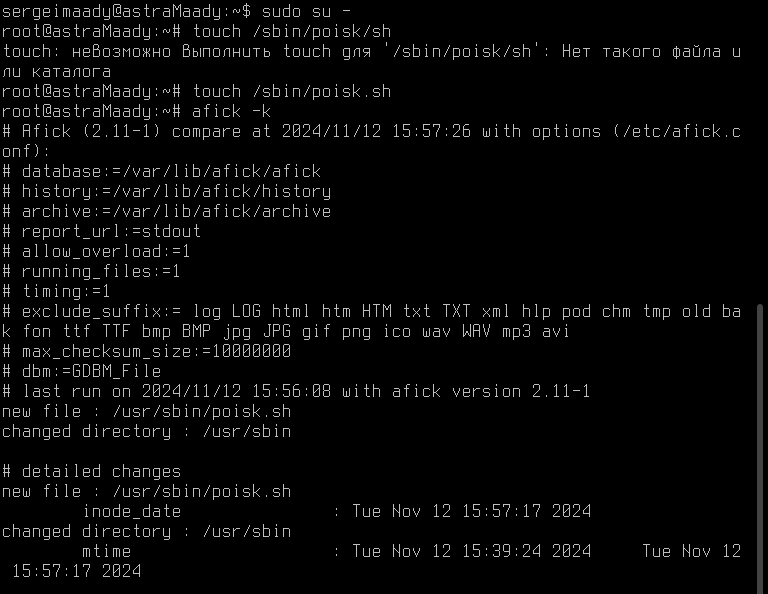 sergeimaady@astraMaady:~$ sudo su -
root@astraMaady:~# touch /sbin/poisk/sh
touch: невозможно выполнить touch для '/sbin/poisk/sh': Нет такого файла и
ли каталога
root@astraMaady:~# touch /sbin/poisk.sh
root@astraMaady:~# afick -k
# Afick (2.11-1) compare at 2024/11/12 15:57:26 with options (/etc/afick.c
onf):
# database:=/var/lib/afick/afick
# history:=/var/lib/afick/history
# archive:=/var/lib/afick/archive
# report_url:=stdout
# allow_overload:=1
# running_files:=1
# timing:=1
# exclude_suffix:= log LOG html htm HTM txt TXT xml hlp pod chm tmp old ba
k fon ttf TTF bmp BMP jpg JPG gif png ico wav WAV mp3 avi
# max_checksum_size:=10000000
# dbm:=GDBM_File
# last run on 2024/11/12 15:56:08 with afick version 2.11-1
new file : /usr/sbin/poisk.sh
changed directory : /usr/sbin
# detailed changes
new file : /usr/sbin/poisk.sh
inode_date : Tue Nov 12 15:57:17 2024
changed directory : /usr/sbin
mtime : Tue Nov 12 15:39:24 2024 Tue Nov 12
15:57:17 2024